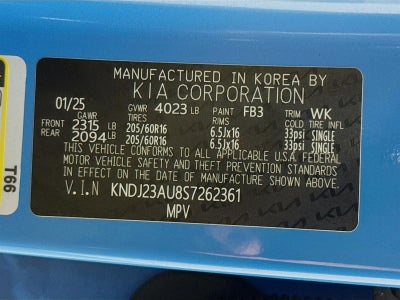 MANUFACTURED IN KOREA BY
KIA CORPORATION
01/25 GVWR 4023 LB PAINT FB3 TRIM WK
GAWR TIRES RIMS COLD TIRE INFL
FRONT 2315 LB 205/60R16 6.5Jx16 33psi SINGLE
REAR 2094 LB 205/60R16 6.5Jx16 33psi SINGLE
THIS VEHICLE CONFORMS TO ALL APPLICABLE U.S.A FEDERAL
MOTOR VEHICLE SAFETY AND THEFT PREVENTION STANDARDS
IN EFFECT ON THE DATE OF MANUFACTURE SHOWN ABOVE.
V.I.N KNDJ23AU8S7262361
MPV
T66